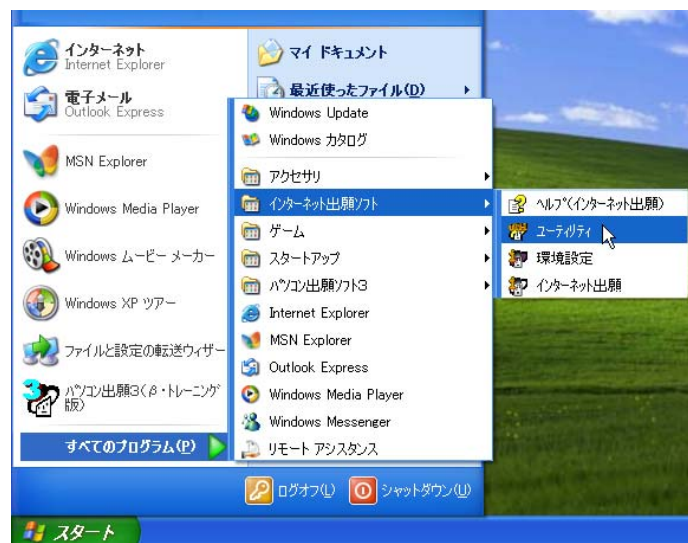 インターネット
Internet Explorer
電子メール
Outlook Express
MSN Explorer
Windows Media Player
Windows ムービー メーカー
Windows XP ツアー
ファイルと設定の転送ウィザー
パソコン出願3(β・トレーニング
版)
すべてのプログラム(P)
マイ ドキュメント
最近使ったファイル(D)
Windows Update
Windows カタログ
アクセサリ
インターネット出願ソフト
ゲーム
スタートアップ
パソコン出願ソフト3
Internet Explorer
MSN Explorer
Outlook Express
Windows Media Player
Windows Messenger
リモート アシスタンス
ヘルプ(インターネット出願)
ユーティリティ
環境設定
インターネット出願
ログオフ(L)
シャットダウン(U)
スタート